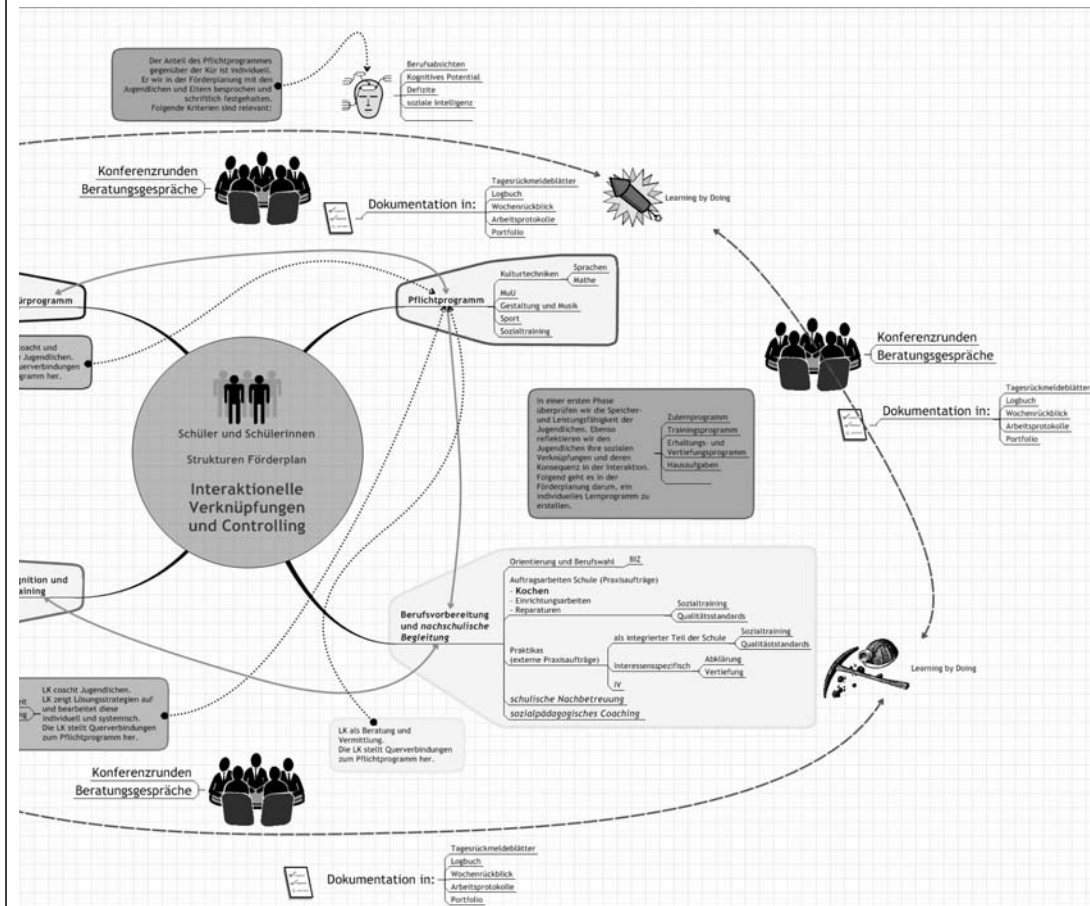 Der Anteil des Pflichtprogrammes
gegenüber der Kür ist individuell.
Er wir in der Förderplanung mit den
Jugendlichen und Eltern besprochen und
schriftlich festgehalten.
Folgende Kriterien sind relevant:
Berufsabsichten
Kognitives Potential
Defizite
soziale Intelligenz
Konferenzrunden
Beratungsgespräche
Dokumentation in:
Tagesrückmeldeblätter
Logbuch
Wochenrückblick
Arbeitsprotokolle
Portfolio
Learning by Doing
ürprogramm
Pflichtprogramm
Kulturtechniken
Sprachen
Mathe
MuU
Gestaltung und Musik
Sport
Sozialtraining
coacht und
e Jugendlichen.
uerverbindungen
gramm her.
Schüler und Schülerinnen
Strukturen Förderplan
Interaktionelle
Verknüpfungen
und Controlling
Konferenzrunden
Beratungsgespräche
Dokumentation in:
Tagesrückmeldeblätter
Logbuch
Wochenrückblick
Arbeitsprotokolle
Portfolio
In einer ersten Phase
überprüfen wir die Speicher-
und Leistungsfähigkeit der
Jugendlichen. Ebenso
reflektieren wir den
Jugendlichen Ihre sozialen
Verknüpfungen und deren
Konsequenz in der Interaktion.
Folgend geht es in der
Förderplanung darum, ein
individuelles Lernprogramm zu
erstellen.
Zulernprogramm
Trainingsprogramm
Erhaltungs- und
Vertiefungsprogramm
Hausaufgaben
gnition und
aining
Berufsvorbereitung
und nachschulische
Begleitung
Orientierung und Berufswahl
BIZ
Auftragsarbeiten Schule (Praxisaufträge)
- Kochen
- Einrichtungsarbeiten
- Reparaturen
Sozialtraining
Qualitätsstandards
Praktikas
(externe Praxisaufträge)
als integrierter Teil der Schule
Sozialtraining
Qualitätsstandards
Interessensspezifisch
Abklärung
Vertiefung
IV
schulische Nachbetreuung
sozialpädagogisches Coaching
Learning by Doing
eit
ng
LK coacht Jugendlichen.
LK zeigt Lösungsstrategien auf
und bearbeitet diese
individuell und systemisch.
Die LK stellt Querverbindungen
zum Pflichtprogramm her.
LK als Beratung und
Vermittlung.
Die LK stellt Querverbindungen
zum Pflichtprogramm her.
Konferenzrunden
Beratungsgespräche
Dokumentation in:
Tagesrückmeldeblätter
Logbuch
Wochenrückblick
Arbeitsprotokolle
Portfolio